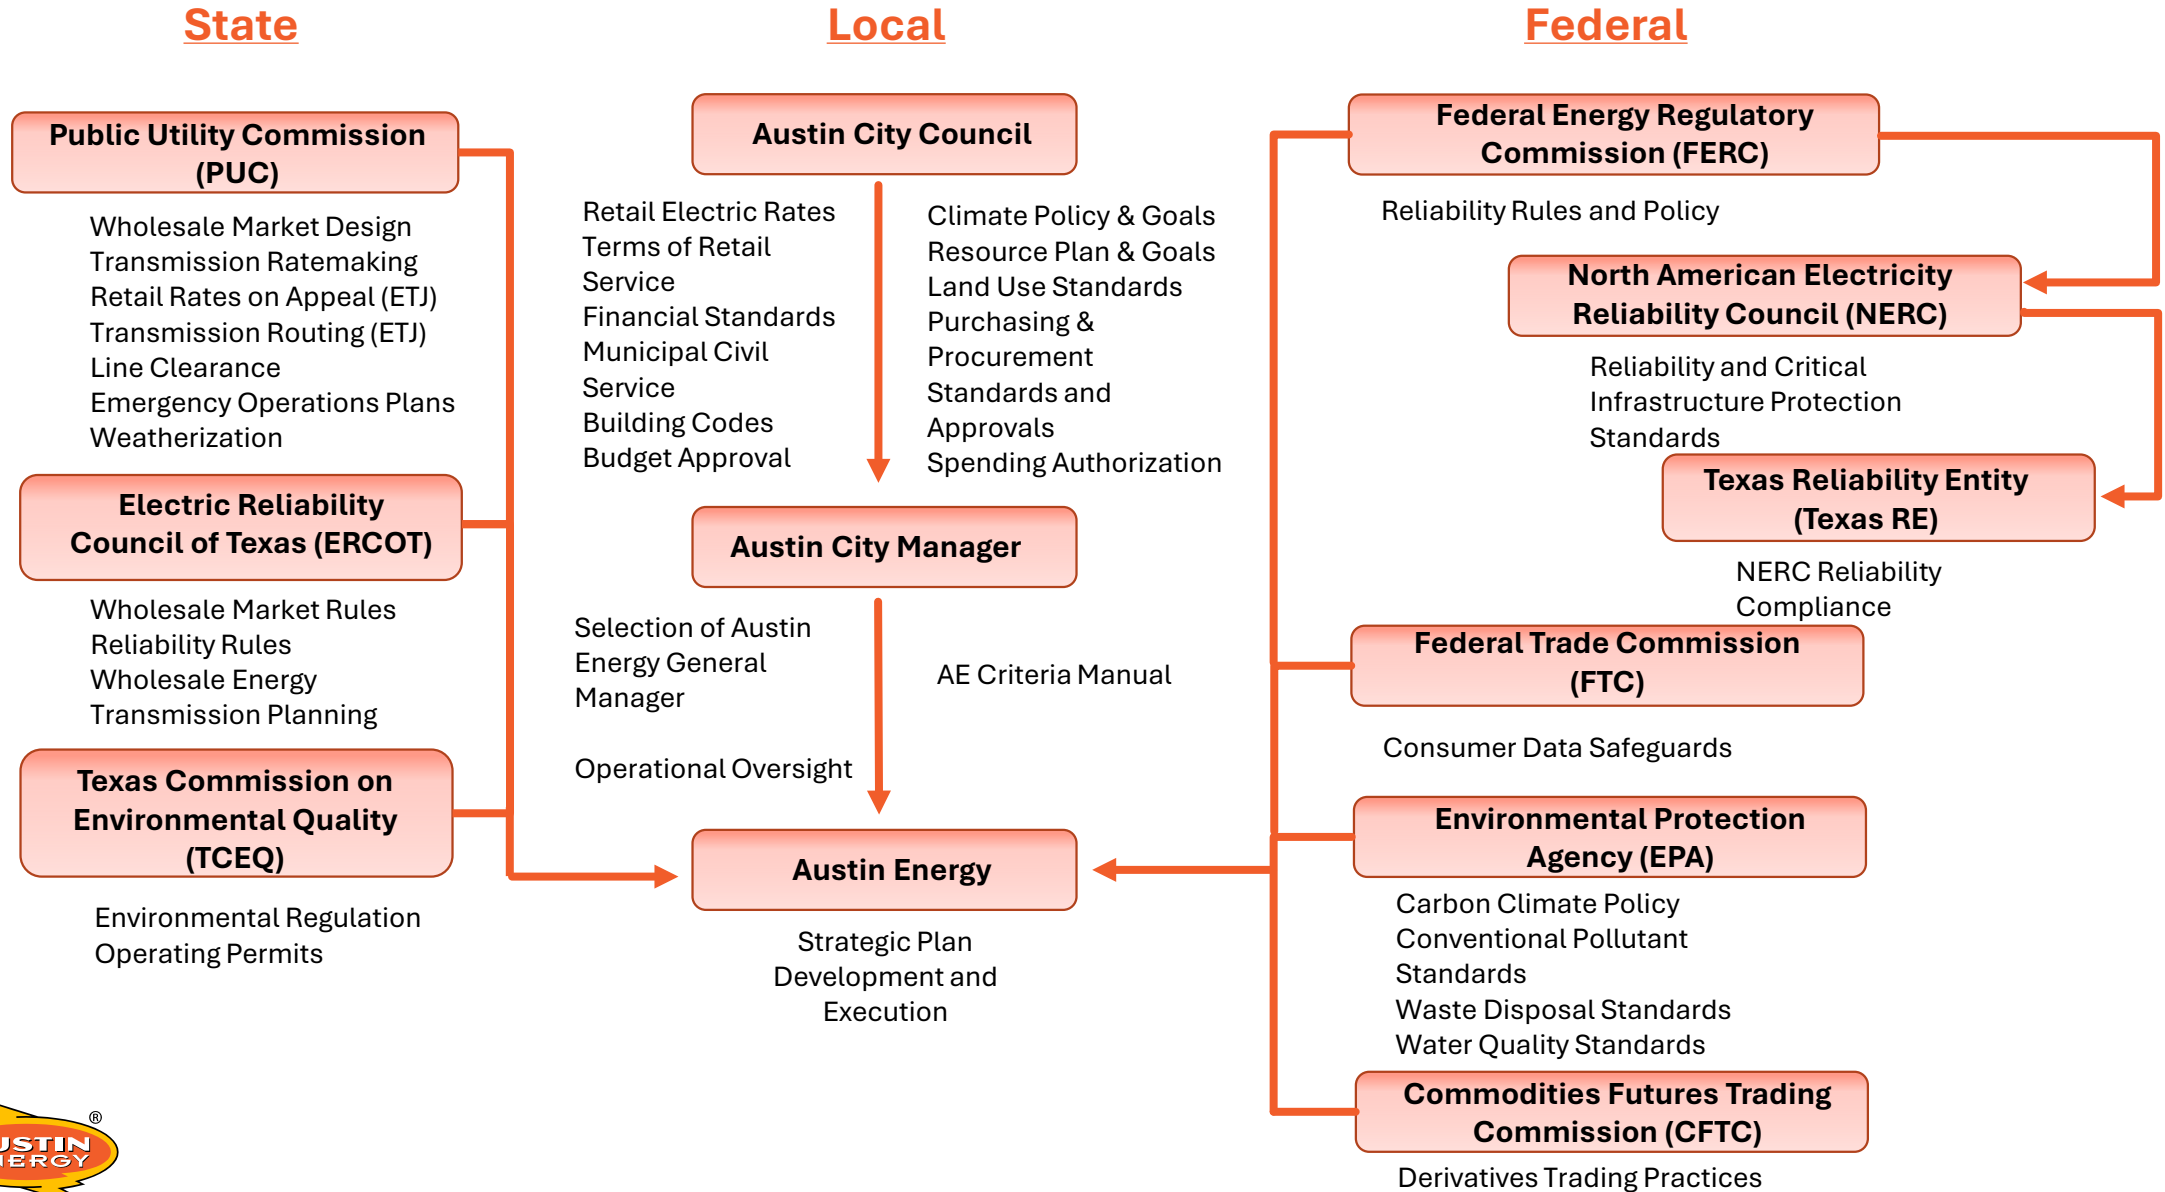 State
Public Utility Commission
(PUC)
Wholesale Market Design
Transmission Ratemaking
Retail Rates on Appeal (ETJ)
Transmission Routing (ETJ)
Line Clearance
Emergency Operations Plans
Weatherization
Electric Reliability
Council of Texas (ERCOT)
Wholesale Market Rules
Reliability Rules
Wholesale Energy
Transmission Planning
Texas Commission on
Environmental Quality
(TCEQ)
Environmental Regulation
Operating Permits
Local
Austin City Council
Retail Electric Rates
Terms of Retail
Service
Financial Standards
Municipal Civil
Service
Building Codes
Budget Approval
Climate Policy & Goals
Resource Plan & Goals
Land Use Standards
Purchasing &
Procurement
Standards and
Approvals
Spending Authorization
Austin City Manager
Selection of Austin
Energy General
Manager
Operational Oversight
AE Criteria Manual
Austin Energy
Strategic Plan
Development and
Execution
Federal
Federal Energy Regulatory
Commission (FERC)
Reliability Rules and Policy
North American Electricity
Reliability Council (NERC)
Reliability and Critical
Infrastructure Protection
Standards
Texas Reliability Entity
(Texas RE)
NERC Reliability
Compliance
Federal Trade Commission
(FTC)
Consumer Data Safeguards
Environmental Protection
Agency (EPA)
Carbon Climate Policy
Conventional Pollutant
Standards
Waste Disposal Standards
Water Quality Standards
Commodities Futures Trading
Commission (CFTC)
Derivatives Trading Practices
USTIN
NERGY
®